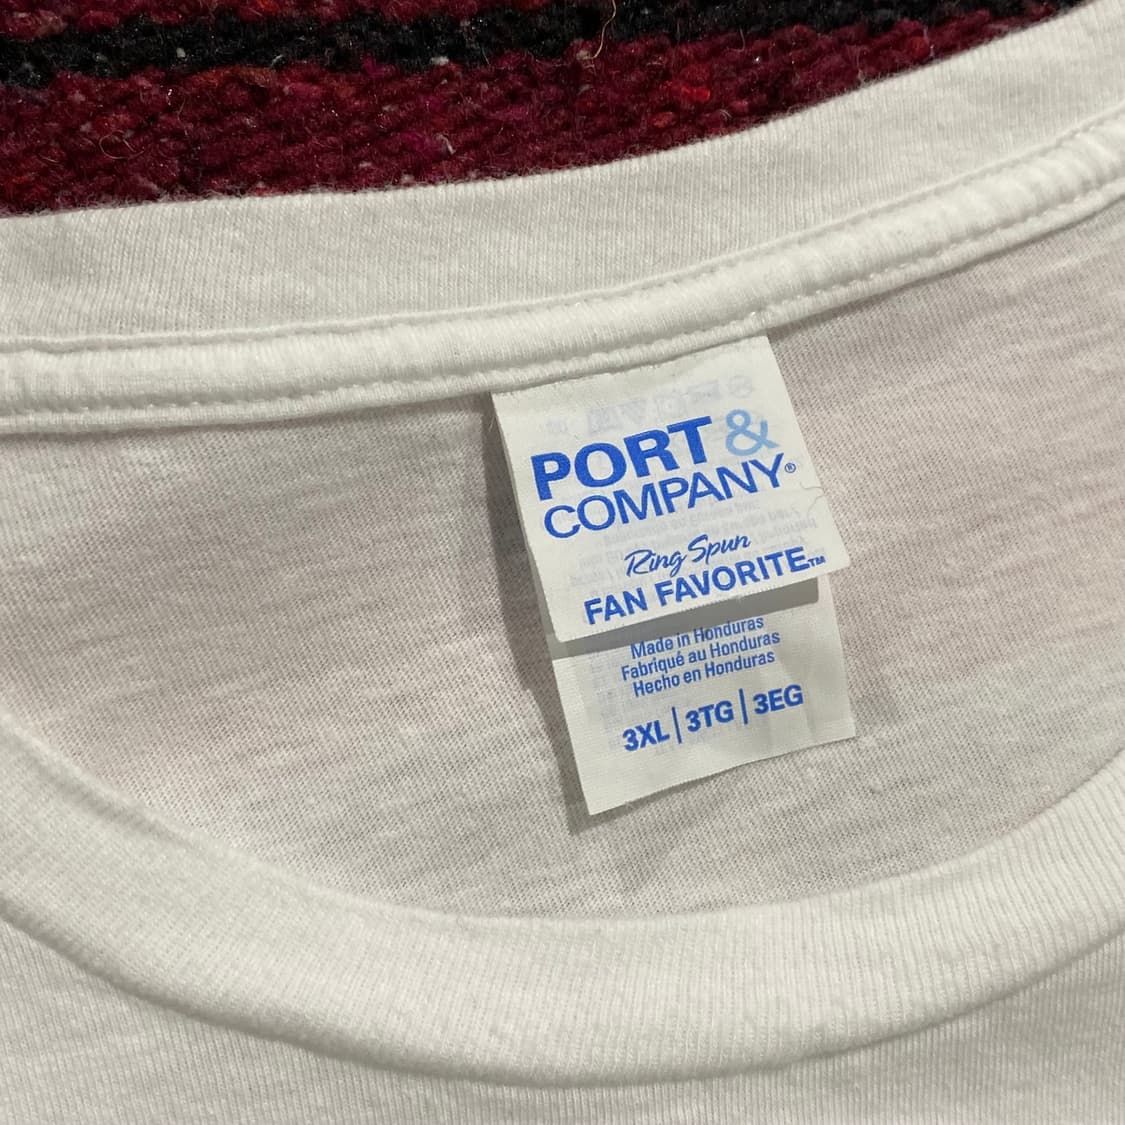 PORT &
COMPANY®
Ring Spun
FAN FAVORITE™
Made in Honduras
Fabriqué au Honduras
Hecho en Honduras
3XL | 3TG | 3EG